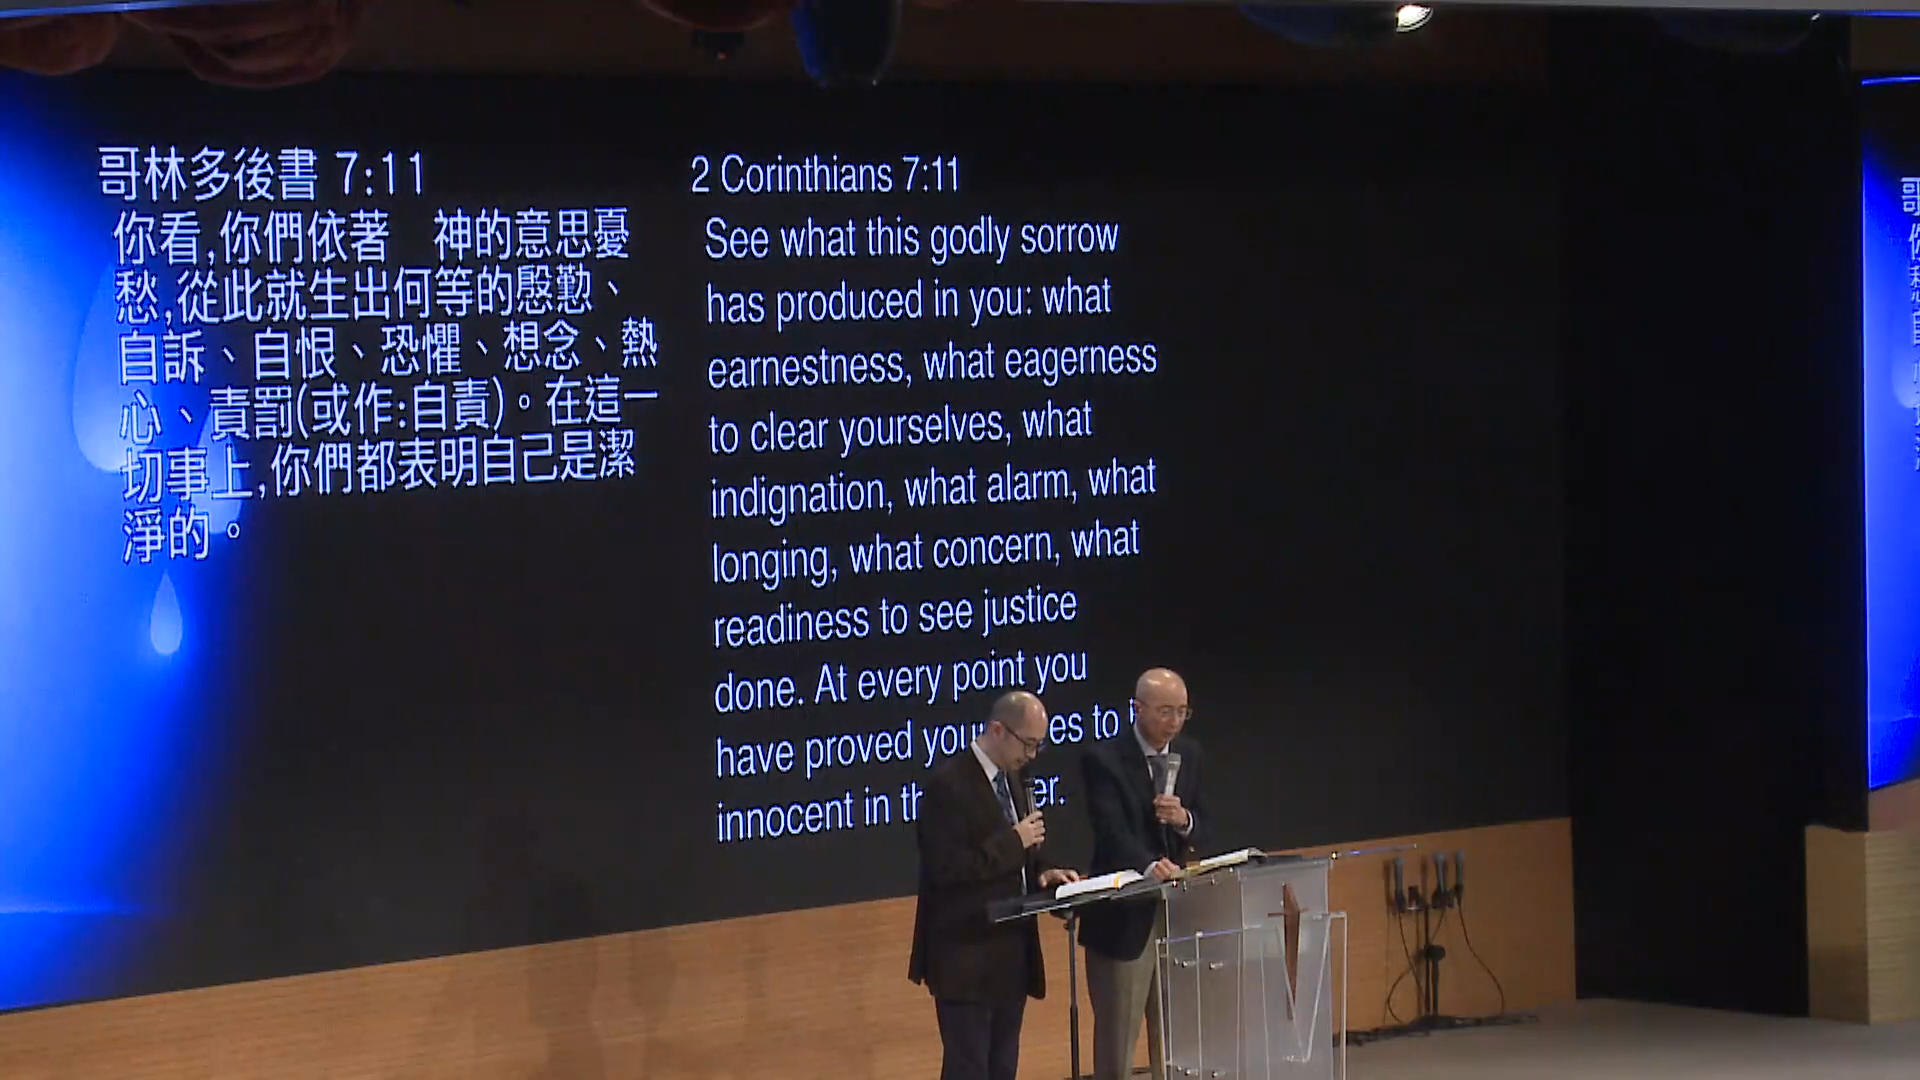 哥林多後書 7:11
你看,你們依著　神的意思憂
愁,從此就生出何等的慇懃、
自訴、自恨、恐懼、想念、熱
心、責罰(或作:自責)。在這一
切事上,你們都表明自己是潔
淨的。
2 Corinthians 7:11
See what this godly sorrow
has produced in you: what
earnestness, what eagerness
to clear yourselves, what
indignation, what alarm, what
longing, what concern, what
readiness to see justice
done. At every point you
have proved to
innocent in